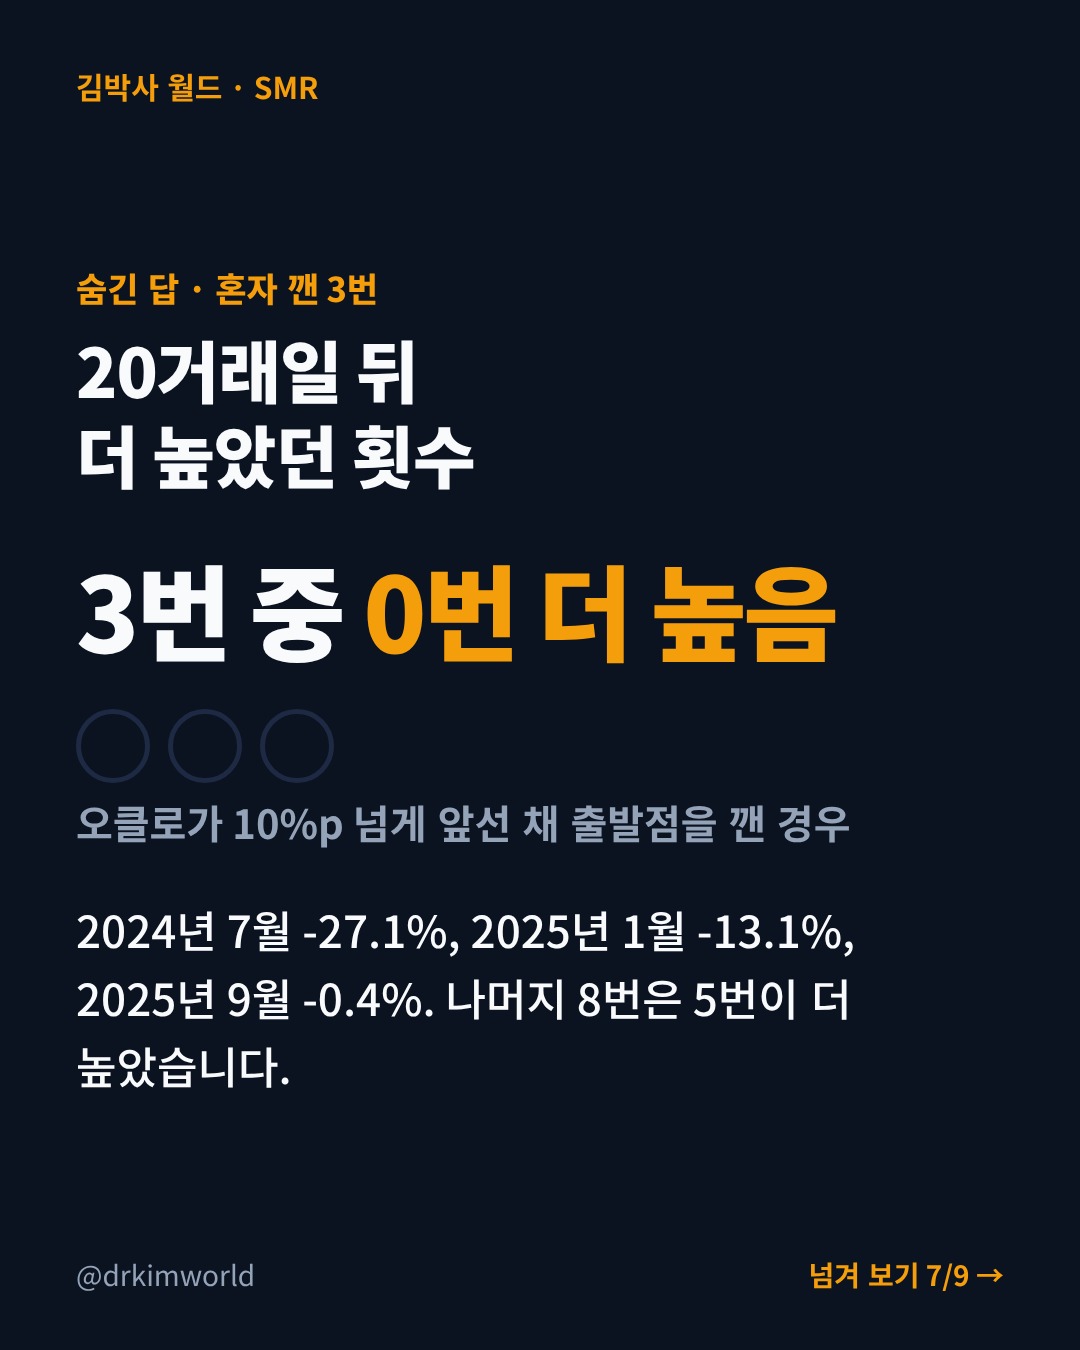 김박사 월드 · SMR
숨긴 답 · 혼자 깬 3번
20거래일 뒤
더 높았던 횟수
3번 중 0번 더 높음
오클로가 10%p 넘게 앞선 채 출발점을 깬 경우
2024년 7월 -27.1%, 2025년 1월 -13.1%,
2025년 9월 -0.4%. 나머지 8번은 5번이 더
높았습니다.
@drkimworld
넘겨 보기 7/9 →